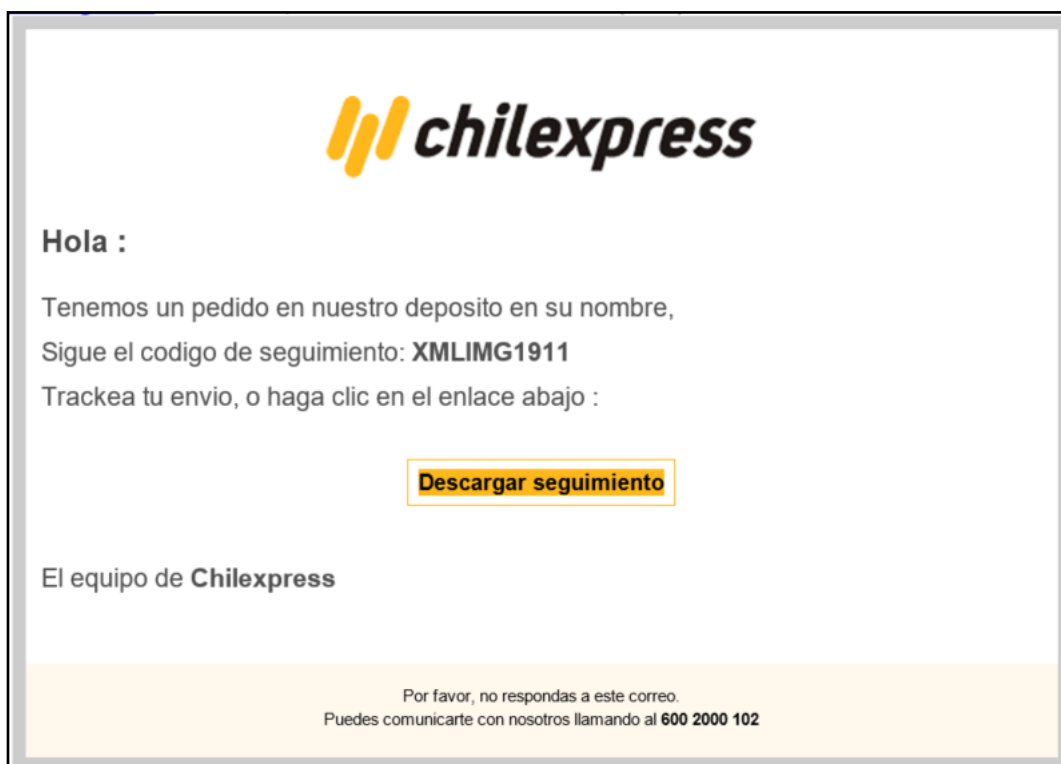 chilexpress
Hola :
Tenemos un pedido en nuestro deposito en su nombre,
Sigue el codigo de seguimiento: XMLIMG1911
Trackea tu envio, o haga clic en el enlace abajo :
Descargar seguimiento
El equipo de Chilexpress
Por favor, no respondas a este correo.
Puedes comunicarte con nosotros llamando al 600 2000 102